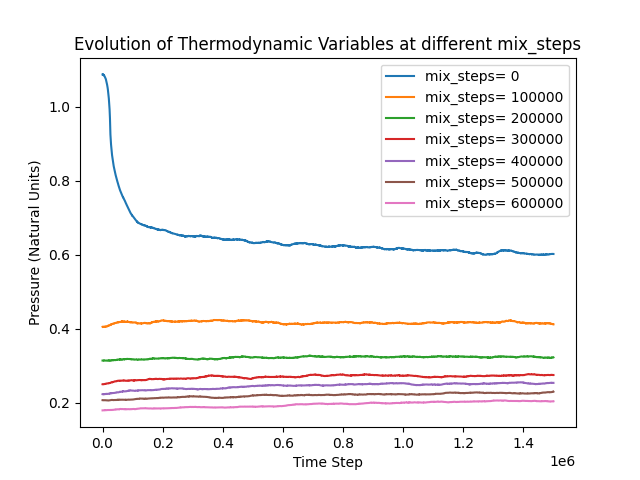 Evolution of Thermodynamic Variables at different mix_steps
mix_steps= 0
mix_steps= 100000
mix_steps= 200000
mix_steps= 300000
mix_steps= 400000
mix_steps= 500000
mix_steps= 600000
Pressure (Natural Units)
1.0
0.8
0.6
0.4
0.2
0.0 0.2 0.4 0.6 0.8 1.0 1.2 1.4
1e6
Time Step